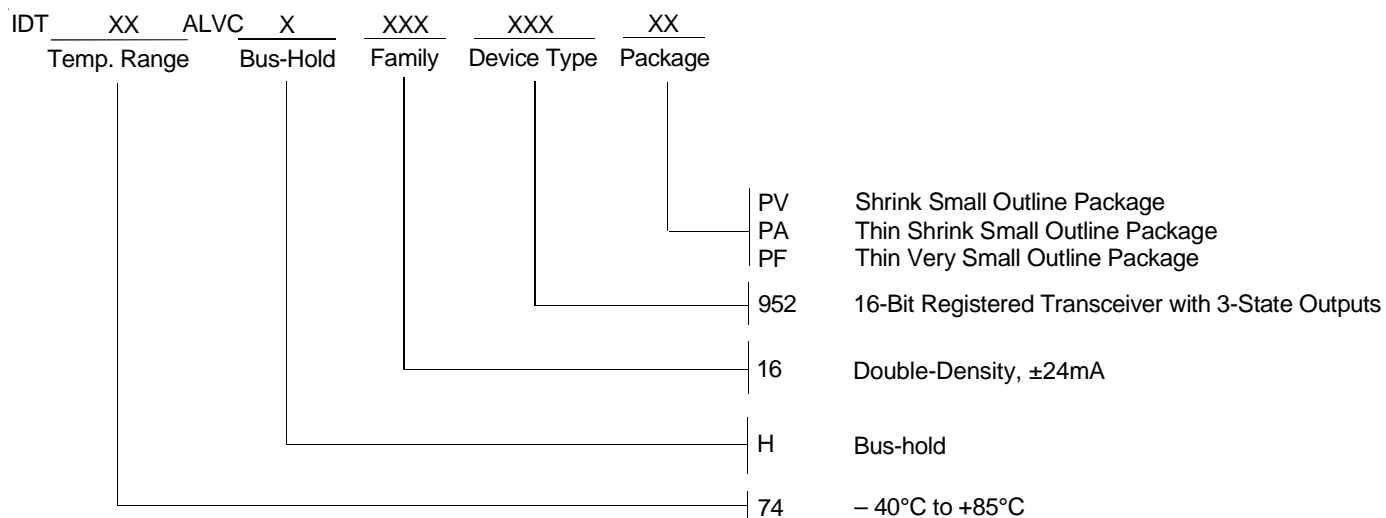 IDT XX ALVC X XXX XXX XX
Temp. Range Bus-Hold Family Device Type Package
PV Shrink Small Outline Package
PA Thin Shrink Small Outline Package
PF Thin Very Small Outline Package
952 16-Bit Registered Transceiver with 3-State Outputs
16 Double-Density, ±24mA
H Bus-hold
74 – 40°C to +85°C